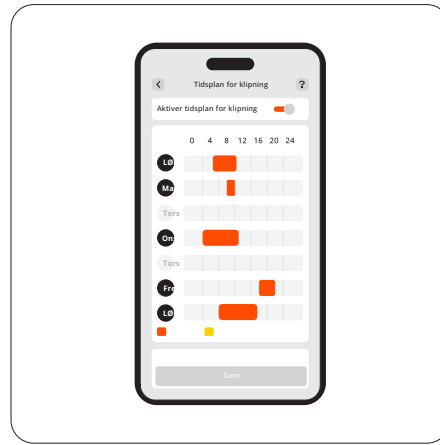 Tidsplan for klipning ?
Aktiver tidsplan for klipning
0 4 8 12 16 20 24
LØ
Ma
Tors
On
Tors
Fre
LØ
Gem